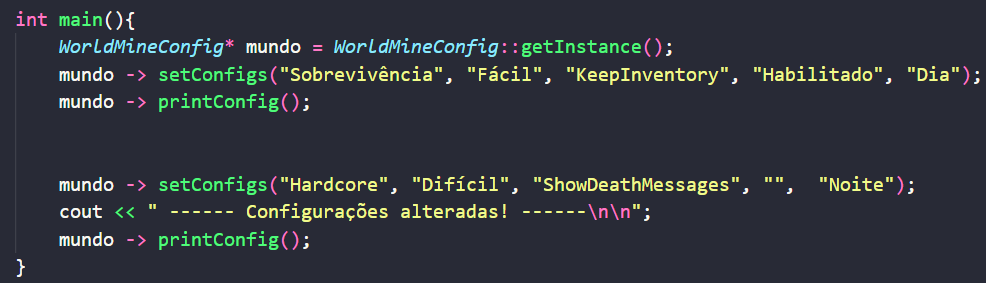 int main(){
WorldMineConfig* mundo = WorldMineConfig::getInstance();
mundo -> setConfigs("Sobrevivência", "Fácil", "KeepInventory", "Habilitado", "Dia");
mundo -> printConfig();
mundo -> setConfigs("Hardcore", "Difícil", "ShowDeathMessages", "",  "Noite");
cout << " ------ Configurações alteradas! ------\n\n";
mundo -> printConfig();
}